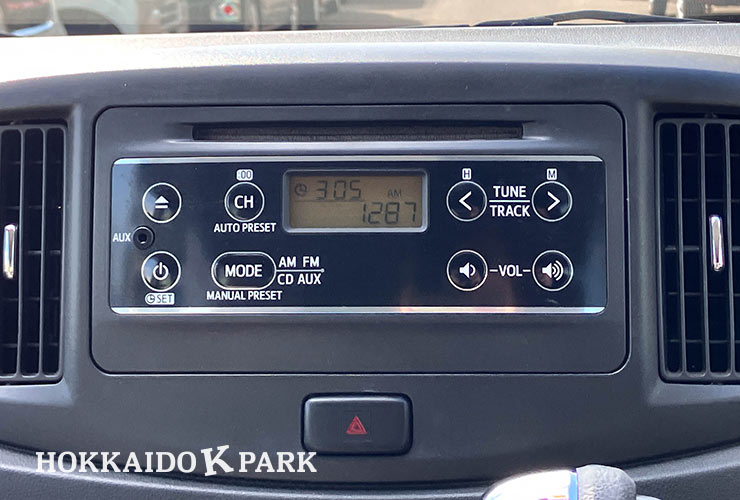 :00
H
M
3:05 AM
1287
CH
AUTO PRESET
TUNE
TRACK
AUX
MODE
AM FM
CD AUX
MANUAL PRESET
-VOL-
SET
HOKKAIDO K PARK